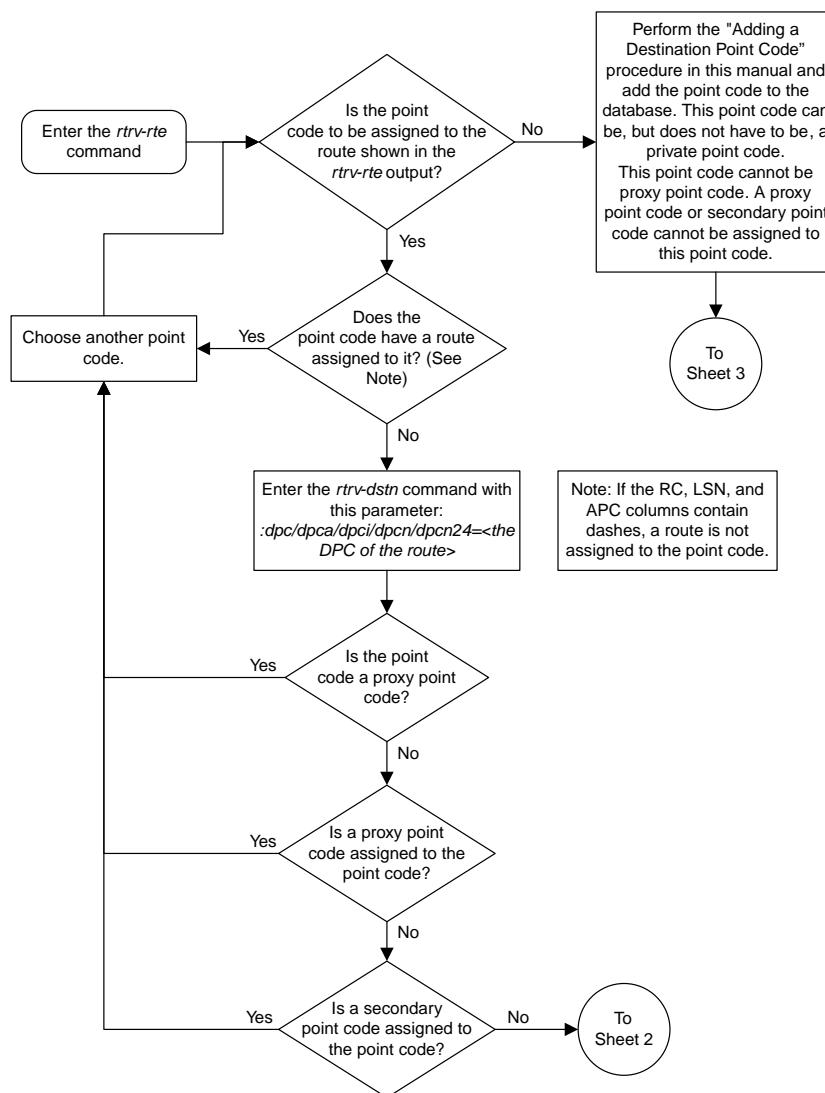 Enter the rtrv-rte
command
Is the point
code to be assigned to the
route shown in the
rtrv-rte output?
No
Perform the "Adding a
Destination Point Code”
procedure in this manual and
add the point code to the
database. This point code can
be, but does not have to be, a
private point code.
This point code cannot be
proxy point code. A proxy
point code or secondary point
code cannot be assigned to
this point code.
Yes
To
Sheet 3
Choose another point
code.
Yes
Does the
point code have a route
assigned to it? (See
Note)
No
Enter the rtrv-dstn command with
this parameter:
:dpc/dpca/dpci/dpcn/dpcn24=<the
DPC of the route>
Note: If the RC, LSN, and
APC columns contain
dashes, a route is not
assigned to the point code.
Yes
Is the point
code a proxy point
code?
No
Yes
Is a proxy point
code assigned to the
point code?
No
Yes
Is a secondary
point code assigned to
the point code?
No
To
Sheet 2